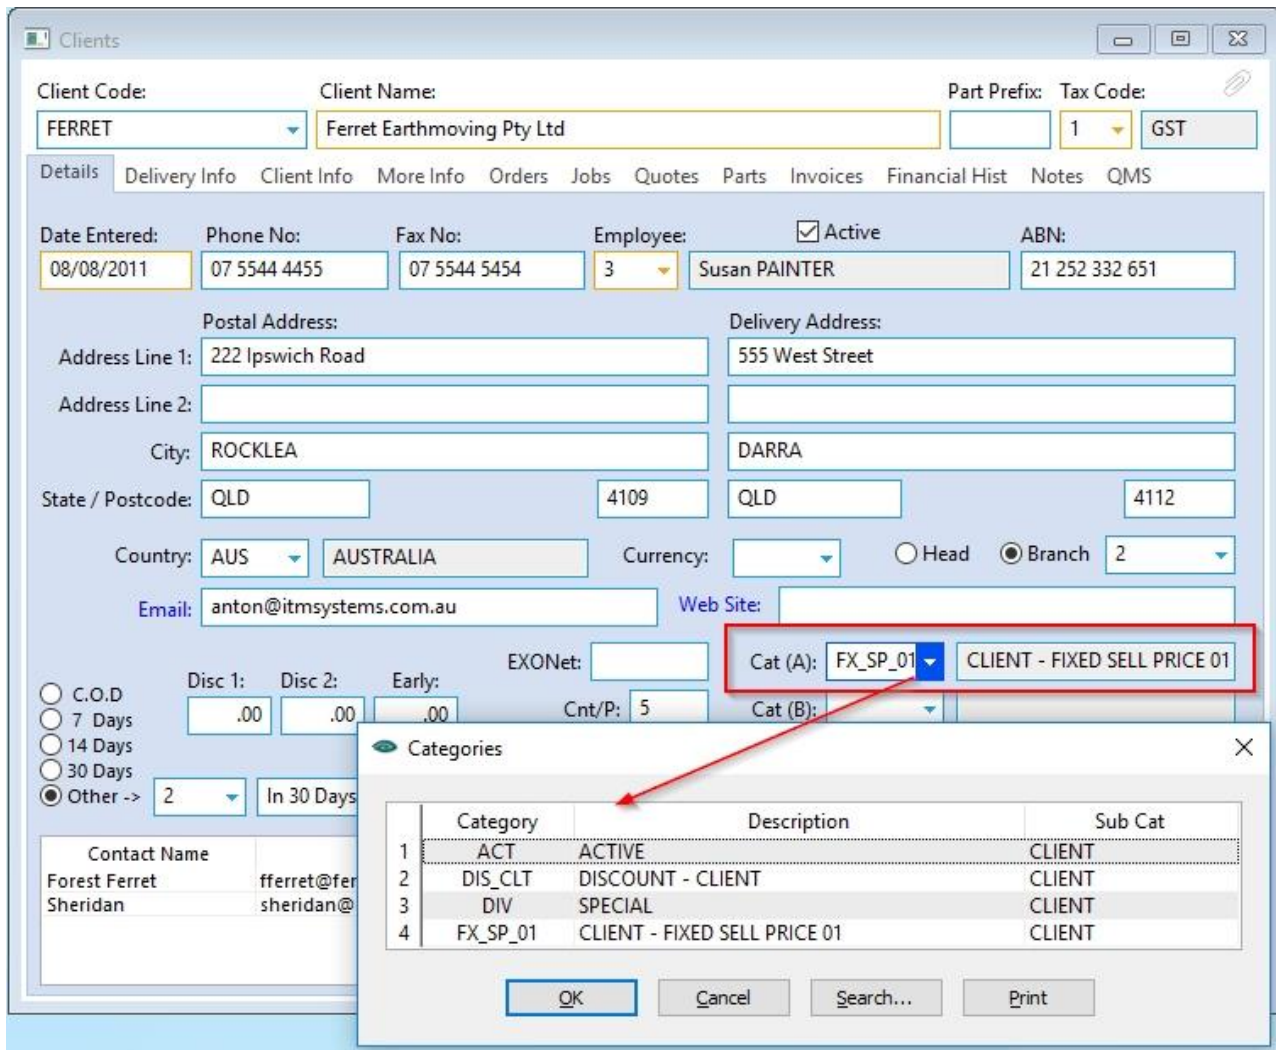 Clients
Client Code: Client Name: Part Prefix: Tax Code:
FERRET Ferret Earthmoving Pty Ltd 1 GST
Details Delivery Info Client Info More Info Orders Jobs Quotes Parts Invoices Financial Hist Notes QMS
Date Entered: Phone No: Fax No: Employee: Active ABN:
08/08/2011 07 5544 4455 07 5544 5454 3 Susan PAINTER 21 252 332 651
Postal Address: Delivery Address:
Address Line 1: 222 Ipswich Road 555 West Street
Address Line 2:
City: ROCKLEA DARRA
State / Postcode: QLD 4109 QLD 4112
Country: AUS AUSTRALIA Currency: Head Branch 2
Email: anton@itmsystems.com.au Web Site:
EXONet: Cat (A): FX_SP_01 CLIENT - FIXED SELL PRICE 01
C.O.D Disc 1: Disc 2: Early:
7 Days .00 .00 .00 Cnt/P: 5 Cat (B):
14 Days
30 Days
Other -> 2 In 30 Days
Contact Name
Forest Ferret fferret@fer
Sheridan sheridan@
Categories
Category Description Sub Cat
1 ACT ACTIVE CLIENT
2 DIS_CLT DISCOUNT - CLIENT CLIENT
3 DIV SPECIAL CLIENT
4 FX_SP_01 CLIENT - FIXED SELL PRICE 01 CLIENT
OK Cancel Search... Print